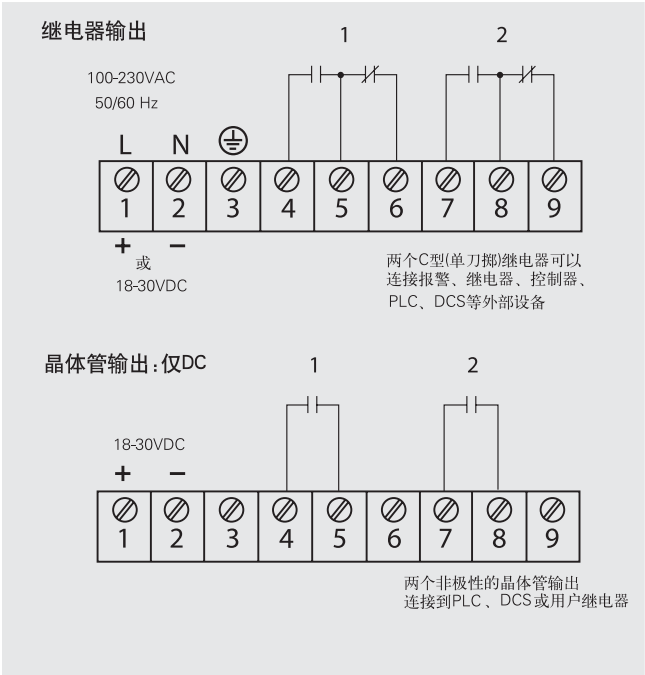 继电器输出
1
2
100-230VAC
50/60 Hz
L N
1 2 3 4 5 6 7 8 9
+ −
或
18-30VDC
两个C型(单刀掷)继电器可以
连接报警、继电器、控制器、
PLC、DCS等外部设备
晶体管输出:仅DC
1
2
18-30VDC
+ −
1 2 3 4 5 6 7 8 9
两个非极性的晶体管输出
连接到PLC、DCS或用户继电器